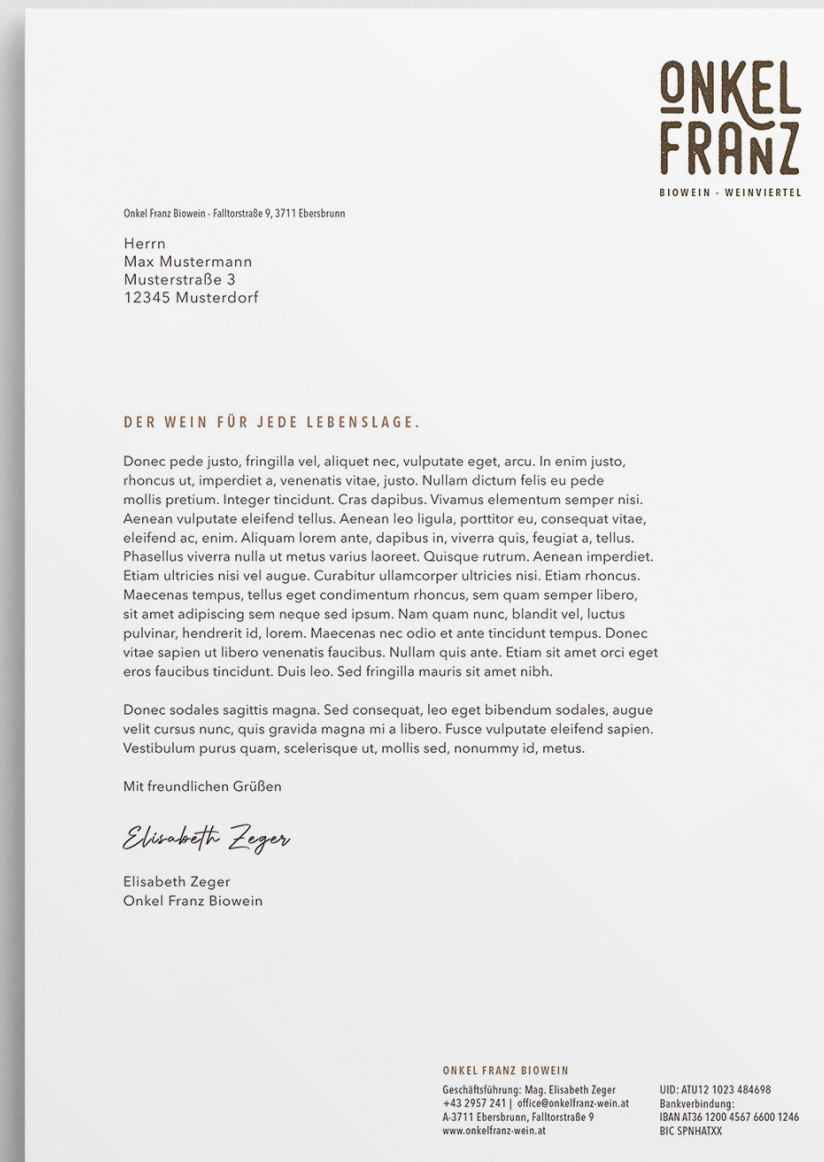 ONKEL
FRANZ
BIOWEIN - WEINVIERTEL
Onkel Franz Biowein - Falltorstraße 9, 3711 Ebersbrunn
Herrn
Max Mustermann
Musterstraße 3
12345 Musterdorf
DER WEIN FÜR JEDE LEBENSLAGE.
Donec pede justo, fringilla vel, aliquet nec, vulputate eget, arcu. In enim justo,
rhoncus ut, imperdiet a, venenatis vitae, justo. Nullam dictum felis eu pede
mollis pretium. Integer tincidunt. Cras dapibus. Vivamus elementum semper nisi.
Aenean vulputate eleifend tellus. Aenean leo ligula, porttitor eu, consequat vitae,
eleifend ac, enim. Aliquam lorem ante, dapibus in, viverra quis, feugiat a, tellus.
Phasellus viverra nulla ut metus varius laoreet. Quisque rutrum. Aenean imperdiet.
Etiam ultricies nisi vel augue. Curabitur ullamcorper ultricies nisi. Etiam rhoncus.
Maecenas tempus, tellus eget condimentum rhoncus, sem quam semper libero,
sit amet adipiscing sem neque sed ipsum. Nam quam nunc, blandit vel, luctus
pulvinar, hendrerit id, lorem. Maecenas nec odio et ante tincidunt tempus. Donec
vitae sapien ut libero venenatis faucibus. Nullam quis ante. Etiam sit amet orci eget
eros faucibus tincidunt. Duis leo. Sed fringilla mauris sit amet nibh.
Donec sodales sagittis magna. Sed consequat, leo eget bibendum sodales, augue
velit cursus nunc, quis gravida magna mi a libero. Fusce vulputate eleifend sapien.
Vestibulum purus quam, scelerisque ut, mollis sed, nonummy id, metus.
Mit freundlichen Grüßen
Elisabeth Zeger
Elisabeth Zeger
Onkel Franz Biowein
ONKEL FRANZ BIOWEIN
Geschäftsführung: Mag. Elisabeth Zeger
+43 2957 241 | office@onkelfranz-wein.at
A-3711 Ebersbrunn, Falltorstraße 9
www.onkelfranz-wein.at
UID: ATU12 1023 484698
Bankverbindung:
IBAN AT36 1200 4567 6600 1246
BIC SPNHATXX